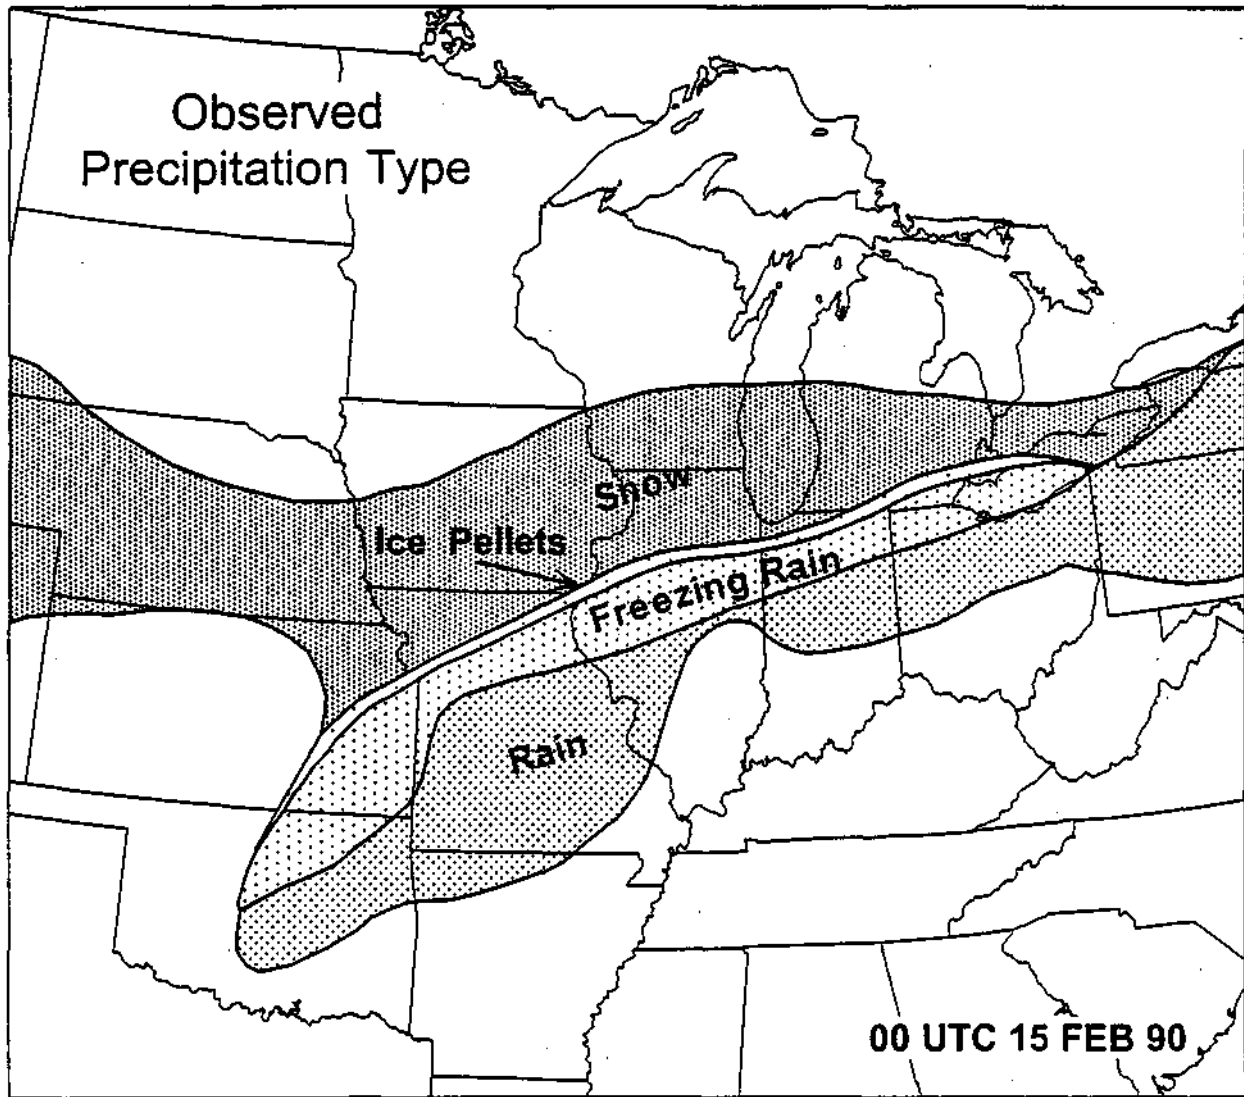 Observed
Precipitation Type
Snow
Ice Pellets
Freezing Rain
Rain
00 UTC 15 FEB 90